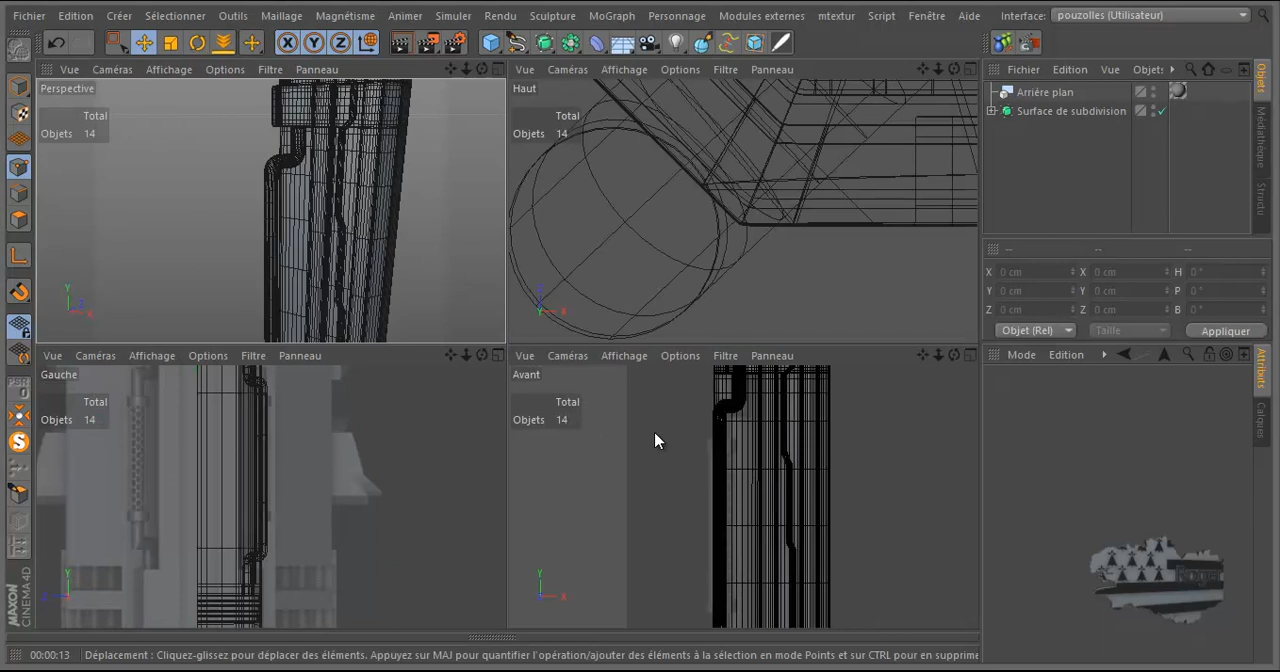 Fichier Edition Créer Sélectionner Outils Maillage Magnétisme Animer Simuler Rendu Sculpture MoGraph Personnage Modules externes mtextur Script Fenêtre Aide Interface: pouzolles (Utilisateur)
X Y Z
Vue Caméras Affichage Options Filtre Panneau
Perspective
Total
Objets 14
Y
Z
X
Vue Caméras Affichage Options Filtre Panneau
Haut
Total
Objets 14
Z
Y X
Vue Caméras Affichage Options Filtre Panneau
Gauche
Total
Objets 14
Y
Z
Vue Caméras Affichage Options Filtre Panneau
Avant
Total
Objets 14
Y
Z X
Fichier Edition Vue Objets
Arriére plan
Surface de subdivision
Objets
Médiathèque
Structu
-- -- --
X 0 cm X 0 cm H 0 °
Y 0 cm Y 0 cm P 0 °
Z 0 cm Z 0 cm B 0 °
Objet (Rel) Taille Appliquer
Mode Edition
Attributs
Calques
PSR
0
S
MAXON
CINEMA 4D
00:00:13 Déplacement : Cliquez-glissez pour déplacer des éléments. Appuyez sur MAJ pour quantifier l'opération/ajouter des éléments à la sélection en mode Points et sur CTRL pour en supprime